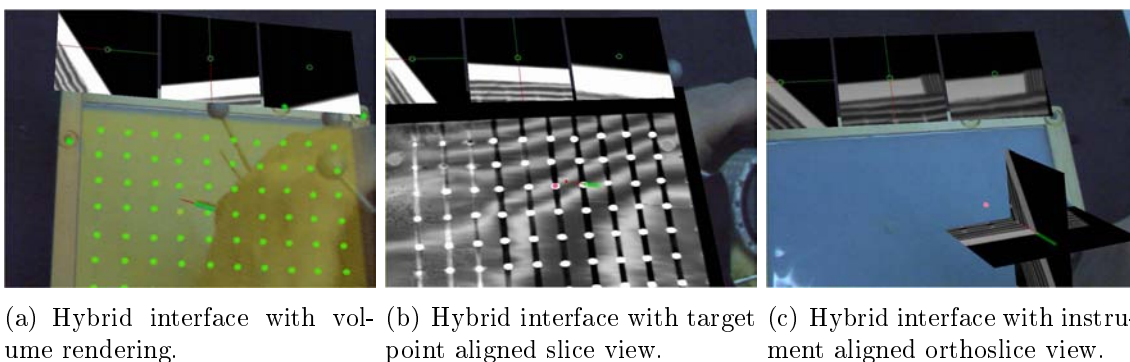 (a) Hybrid interface with vol-
ume rendering.
(b) Hybrid interface with target
point aligned slice view.
(c) Hybrid interface with instru-
ment aligned orthoslice view.